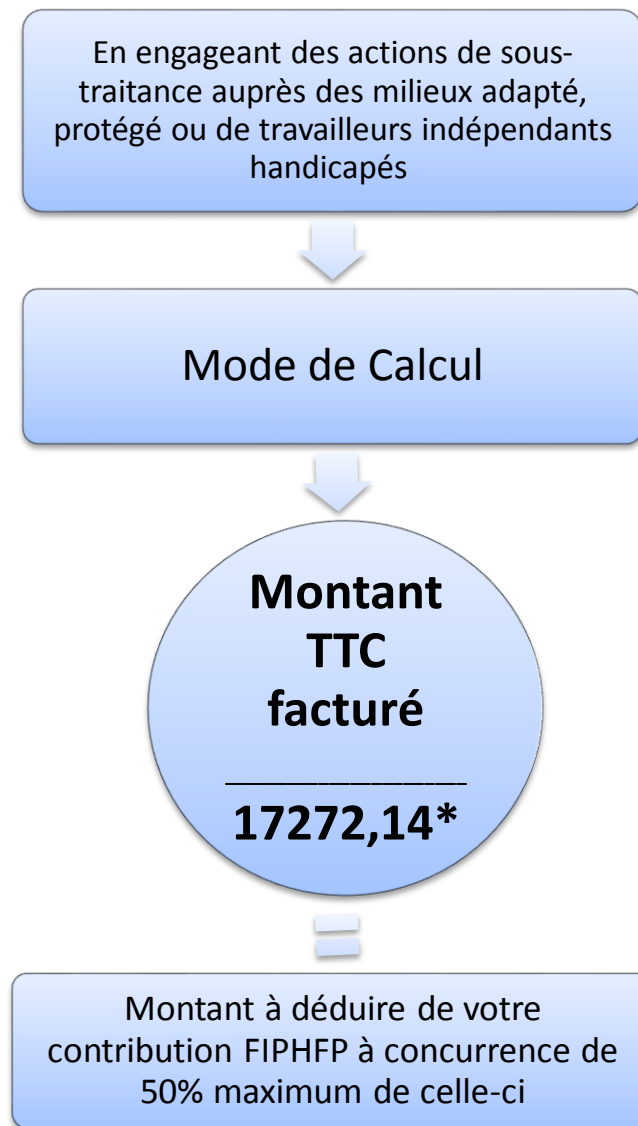 En engageant des actions de sous-
traitance auprès des milieux adapté,
protégé ou de travailleurs indépendants
handicapés
Mode de Calcul
Montant
TTC
facturé
17272,14*
Montant à déduire de votre
contribution FIPHFP à concurrence de
50% maximum de celle-ci